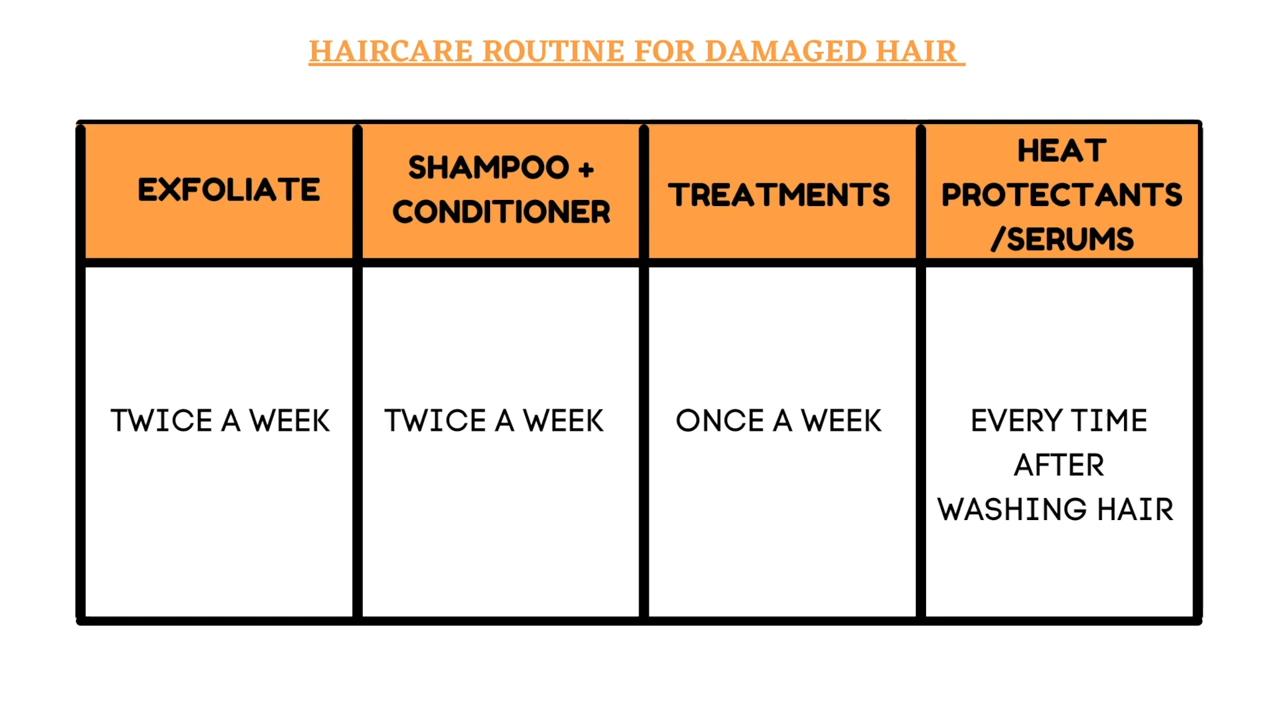 HAIRCARE ROUTINE FOR DAMAGED HAIR
EXFOLIATE
SHAMPOO +
CONDITIONER
TREATMENTS
HEAT
PROTECTANTS
/SERUMS
TWICE A WEEK
TWICE A WEEK
ONCE A WEEK
EVERY TIME
AFTER
WASHING HAIR